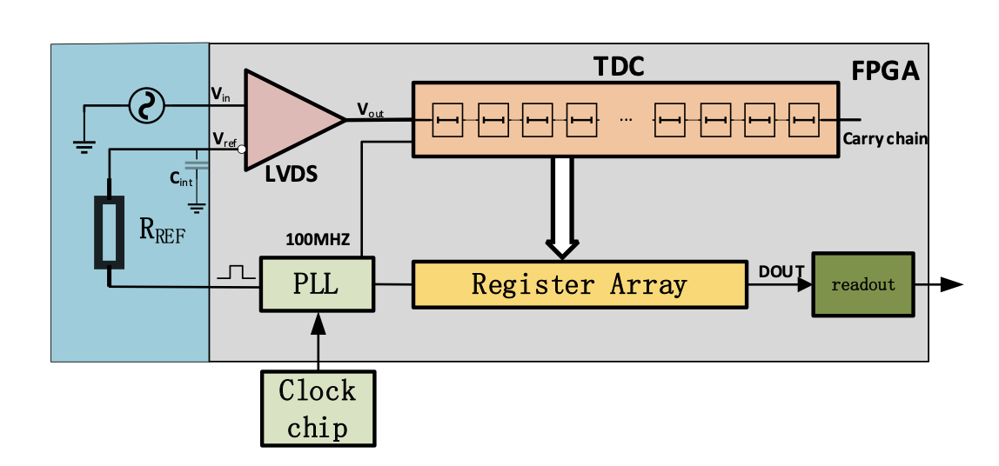 TDC
FPGA
Vin
Vout
...
Carry chain
Vref
LVDS
Cint
RREF
100MHZ
PLL
Register Array
DOUT
readout
Clock
chip